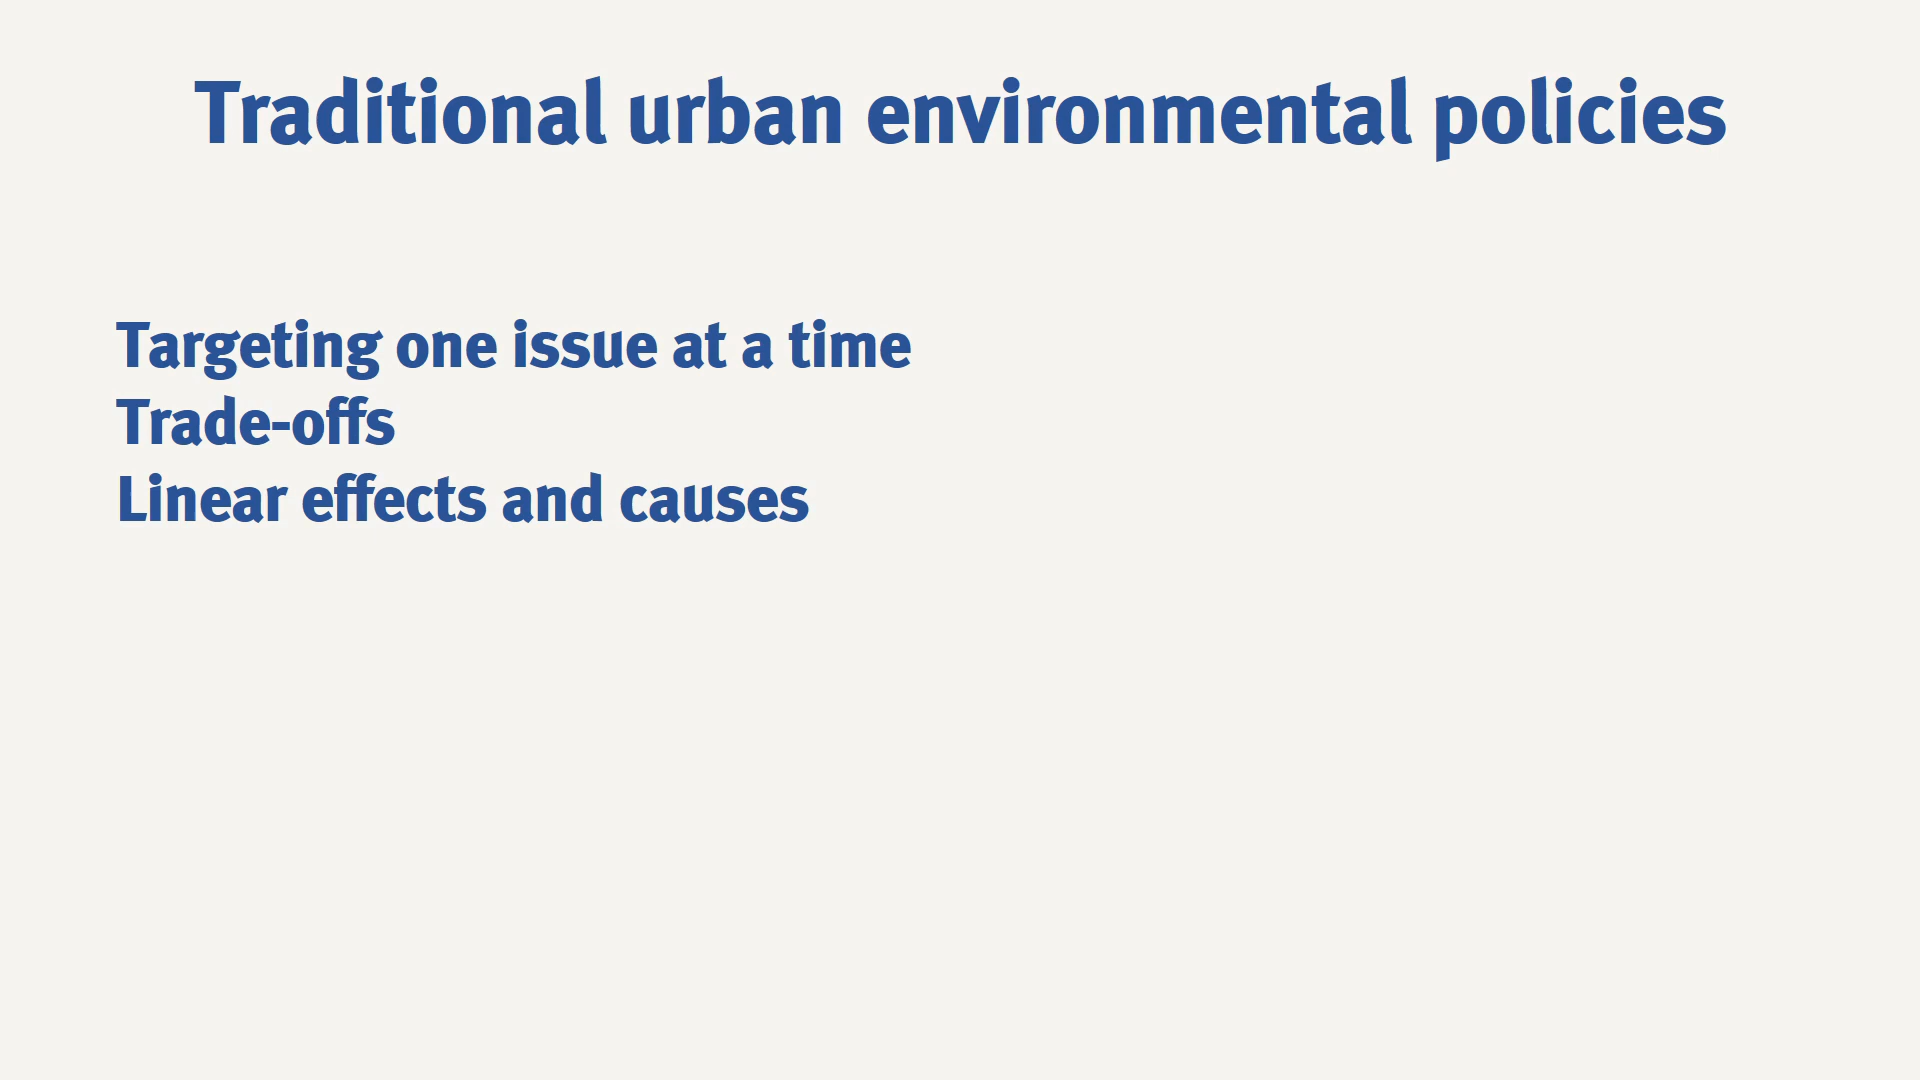 Traditional urban environmental policies
Targeting one issue at a time
Trade-offs
Linear effects and causes